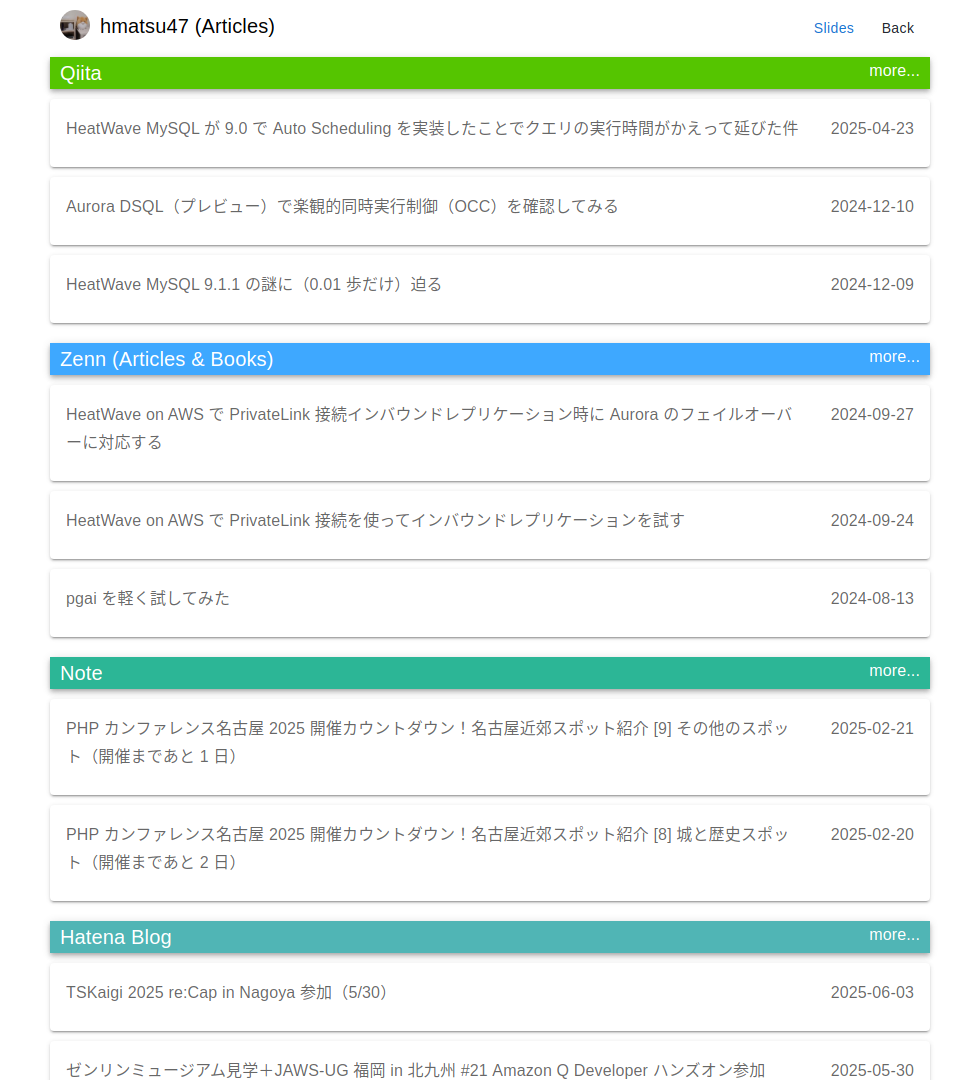 hmatsu47 (Articles)
Slides
Back
Qiita
more...
HeatWave MySQL が 9.0 で Auto Scheduling を実装したことでクエリの実行時間がかえって延びた件
2025-04-23
Aurora DSQL（プレビュー）で楽観的同時実行制御（OCC）を確認してみる
2024-12-10
HeatWave MySQL 9.1.1 の謎に（0.01 歩だけ）迫る
2024-12-09
Zenn (Articles & Books)
more...
HeatWave on AWS で PrivateLink 接続インバウンドレプリケーション時に Aurora のフェイルオーバ
ーに対応する
2024-09-27
HeatWave on AWS で PrivateLink 接続を使ってインバウンドレプリケーションを試す
2024-09-24
pgai を軽く試してみた
2024-08-13
Note
more...
PHP カンファレンス名古屋 2025 開催カウントダウン！名古屋近郊スポット紹介 [9] その他のスポッ
ト（開催まであと 1 日）
2025-02-21
PHP カンファレンス名古屋 2025 開催カウントダウン！名古屋近郊スポット紹介 [8] 城と歴史スポッ
ト（開催まであと 2 日）
2025-02-20
Hatena Blog
more...
TSKaigi 2025 re:Cap in Nagoya 参加（5/30）
2025-06-03
ゼンリンミュージアム見学＋JAWS-UG 福岡 in 北九州 #21 Amazon Q Developer ハンズオン参加
2025-05-30